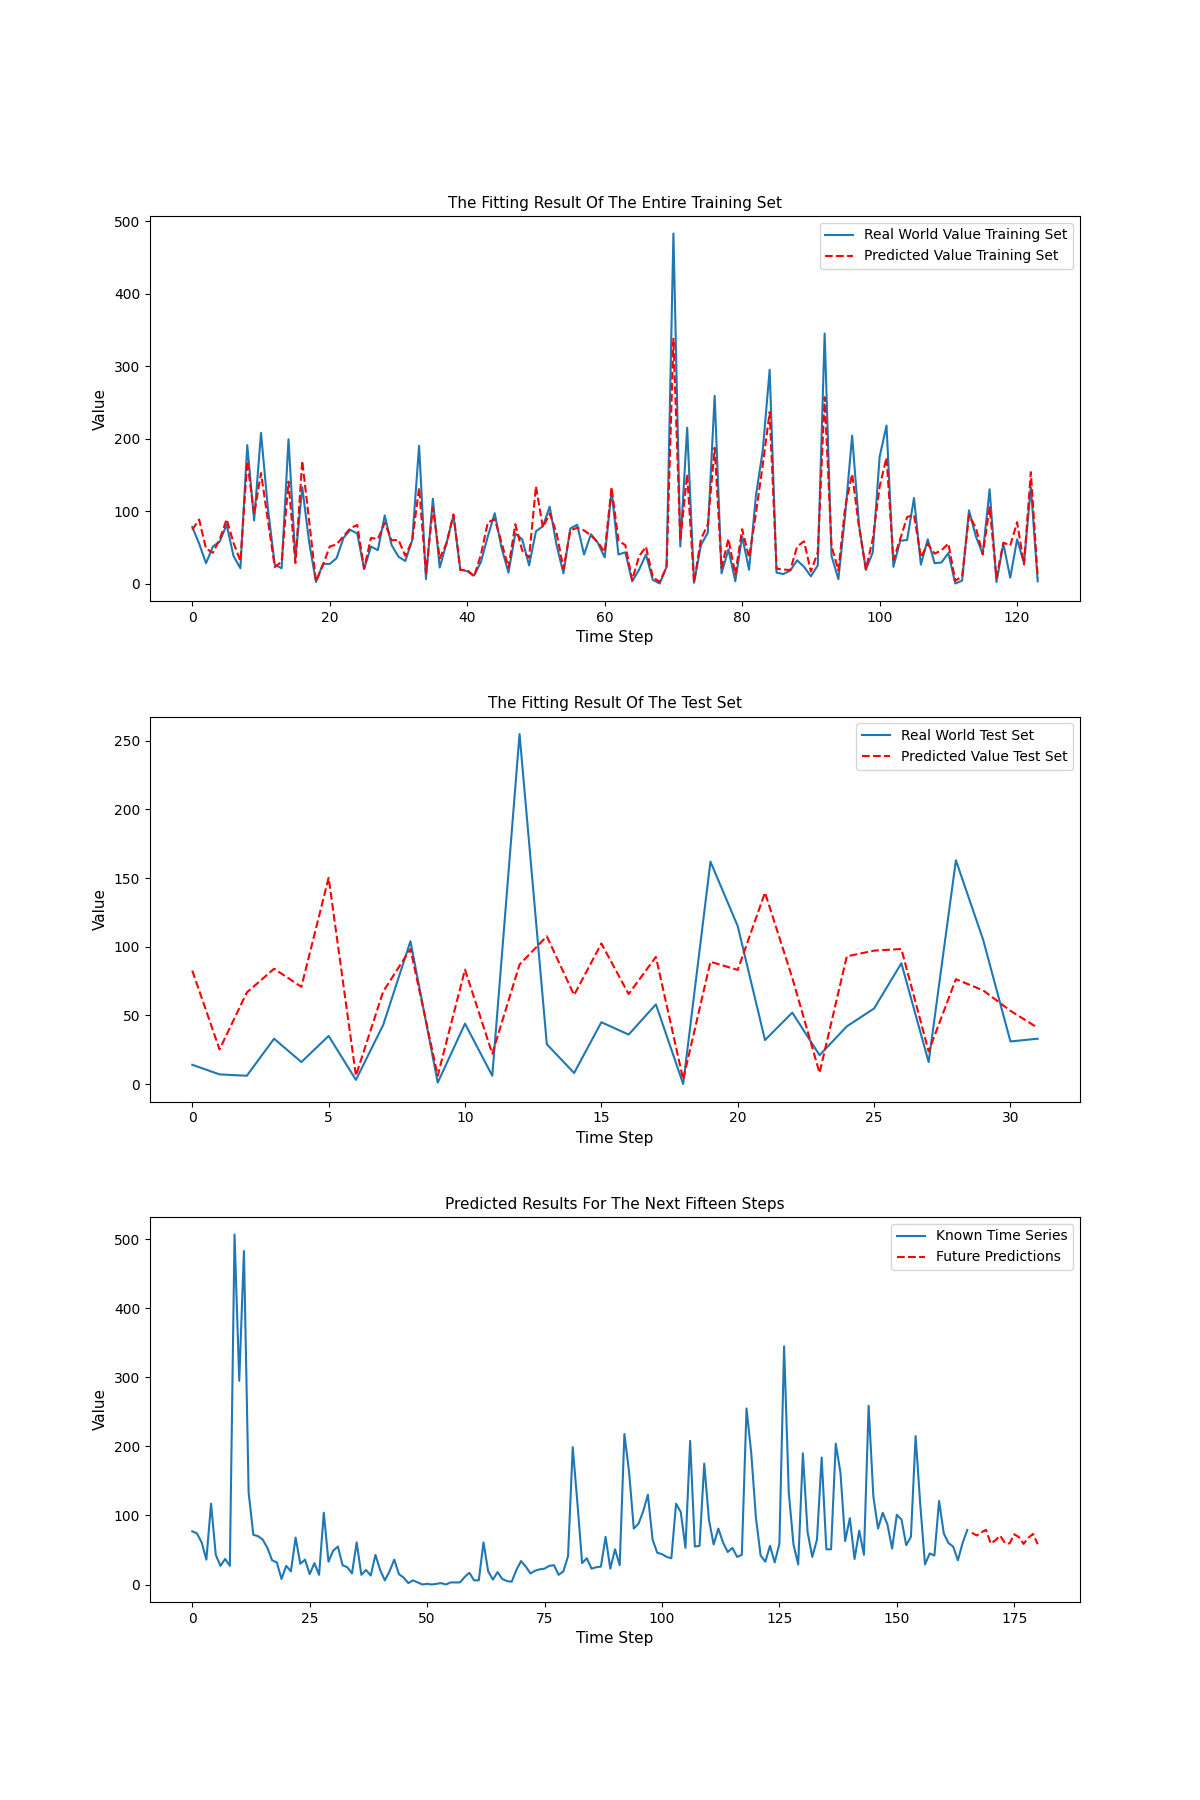 The Fitting Result Of The Entire Training Set
500
400
300
200
100
0
Value
Real World Value Training Set
Predicted Value Training Set
0 20 40 60 80 100 120
Time Step
The Fitting Result Of The Test Set
250
200
150
100
50
0
Value
Real World Test Set
Predicted Value Test Set
0 5 10 15 20 25 30
Time Step
Predicted Results For The Next Fifteen Steps
500
400
300
200
100
0
Value
Known Time Series
Future Predictions
0 25 50 75 100 125 150 175
Time Step